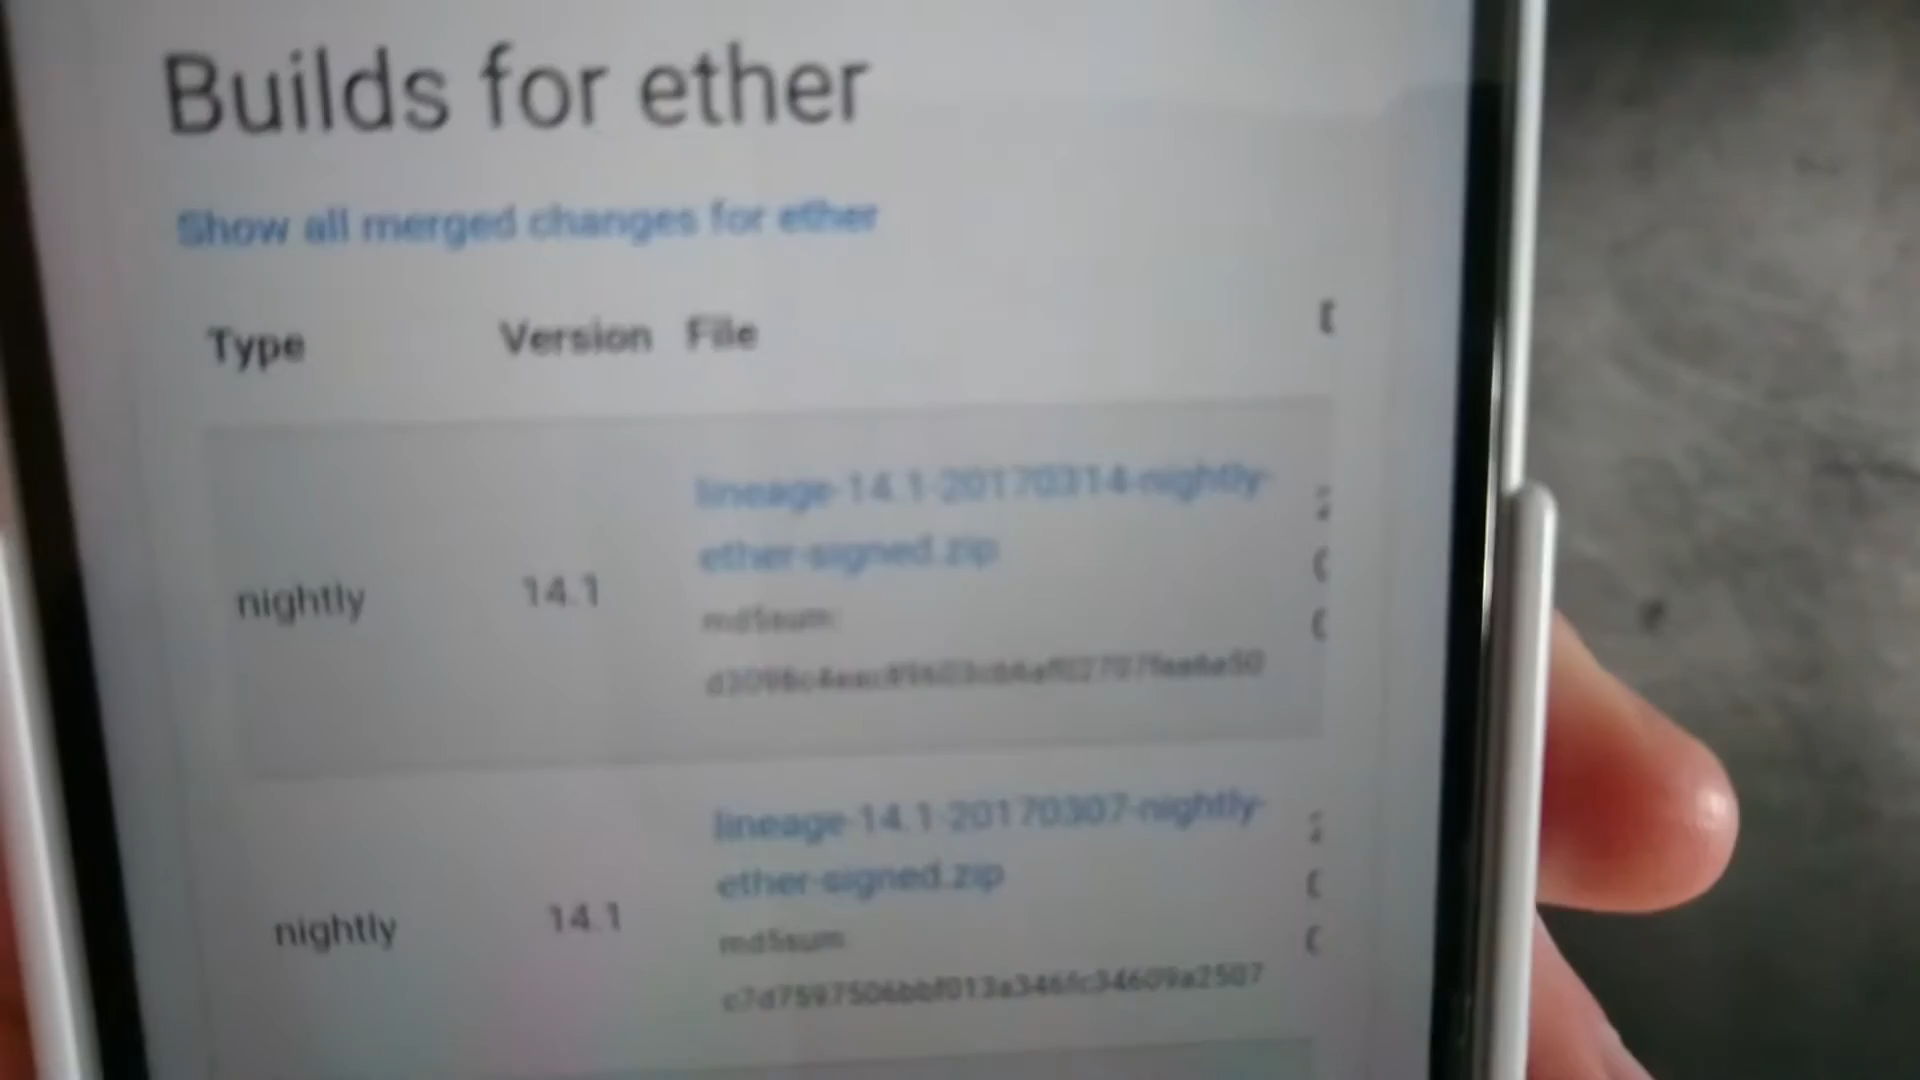 Builds for ether
Show all merged changes for ether
Type Version File D
lineage-14.1-20170314-nightly-
ether-signed.zip
nightly 14.1
md5sum:
lineage-14.1-20170307-nightly-
ether-signed.zip
nightly 14.1
md5sum:
c7d7597506bbf013a346fc34609a2507